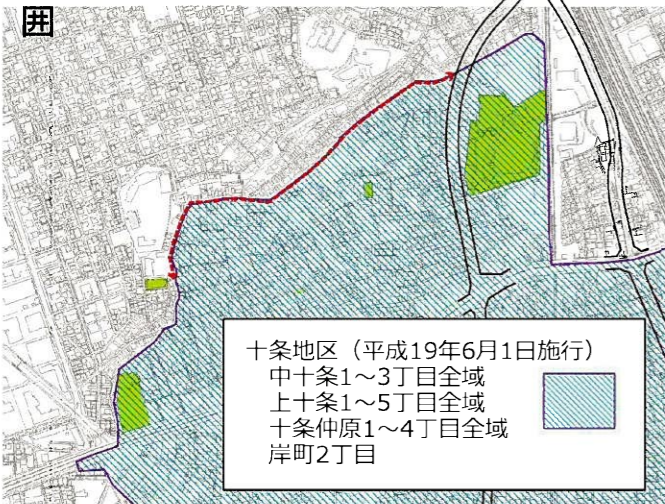 井
十条地区（平成19年6月1日施行）
中十条1～3丁目全域
上十条1～5丁目全域
十条仲原1～4丁目全域
岸町2丁目